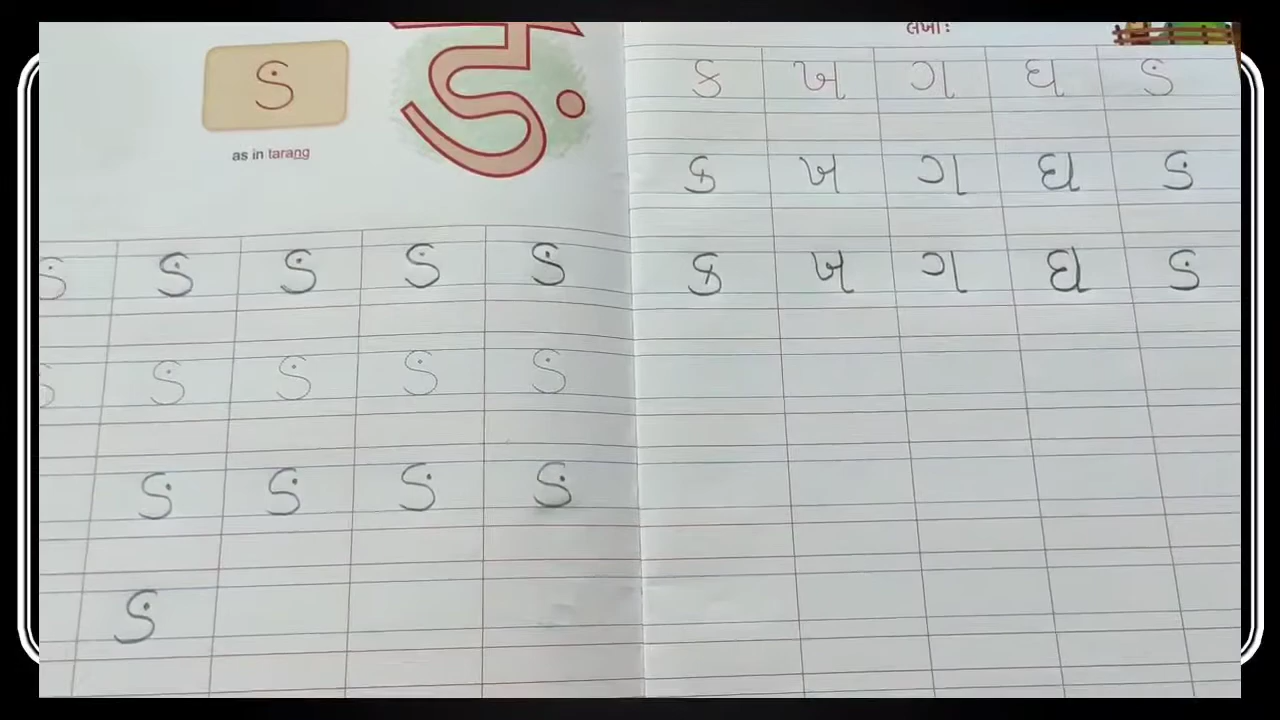 ઙ
ङ
as in tarang
ઙ ઙ ઙ ઙ ઙ
ઙ ઙ ઙ ઙ ઙ
ઙ ઙ ઙ ઙ
ઙ
લખો :
ક ખ ગ ઘ ઙ
ક ખ ગ ઘ ઙ
ક ખ ગ ઘ ઙ